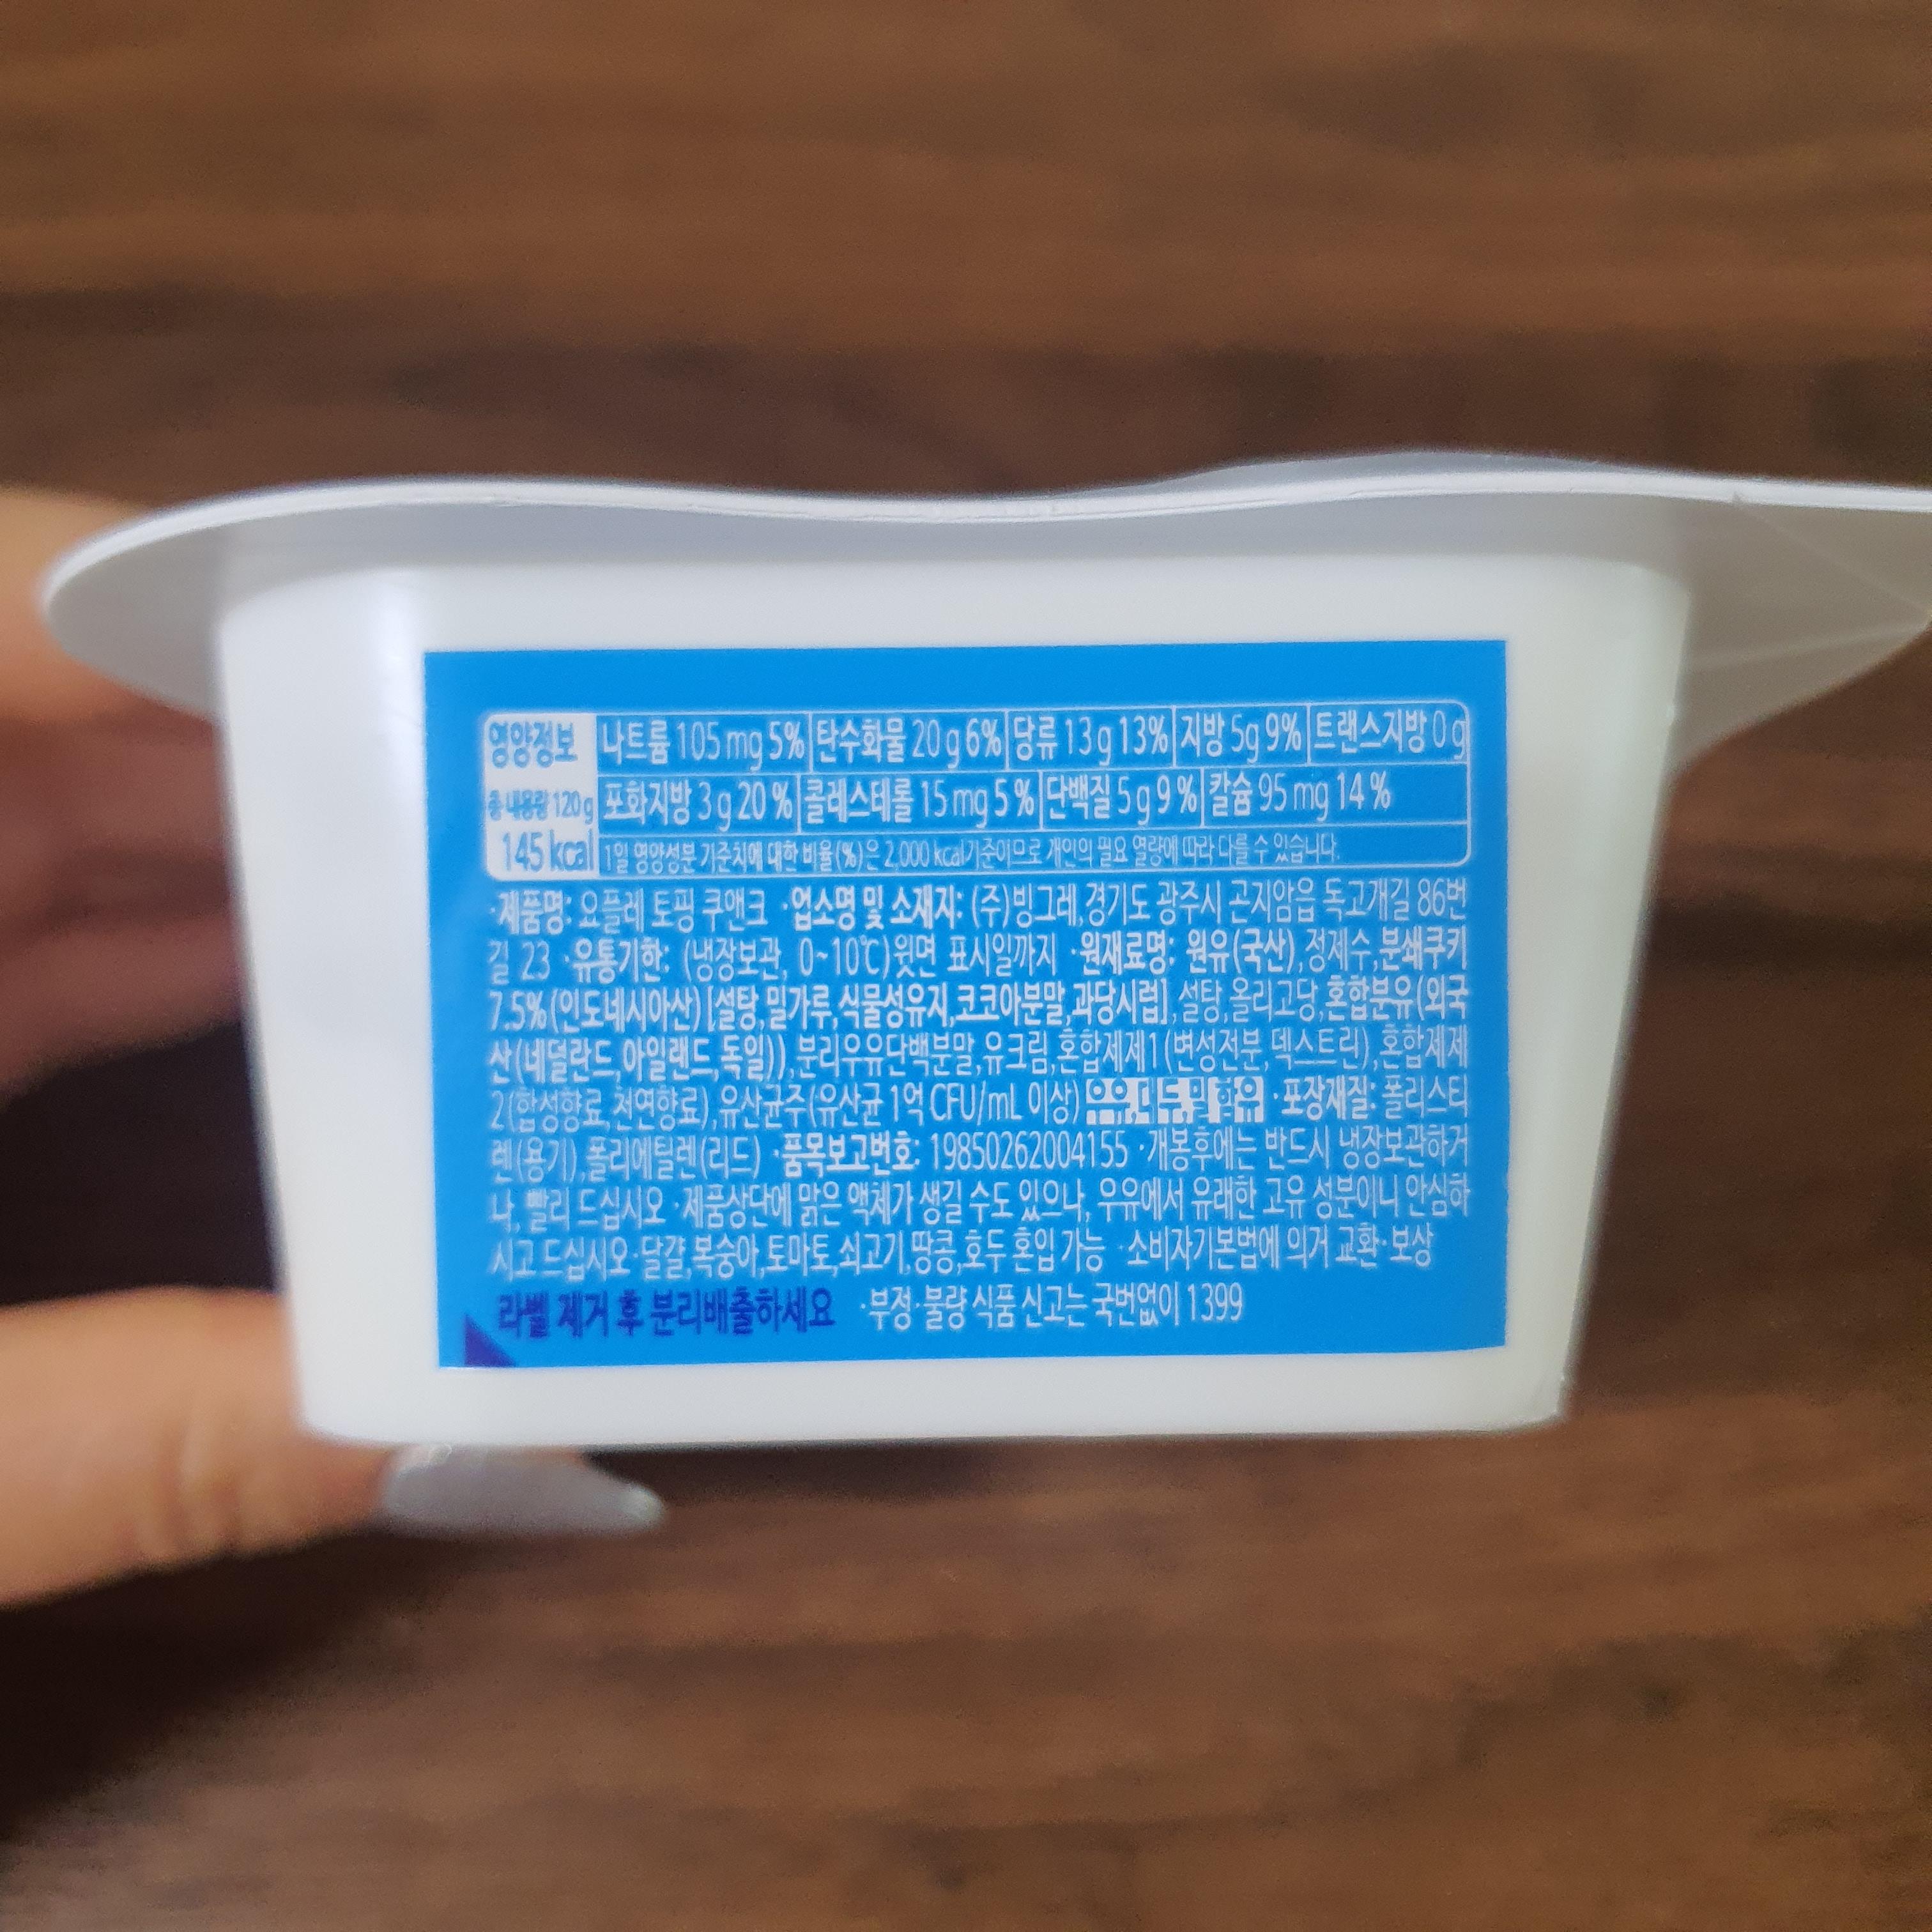 영양정보 나트륨 105 mg 5% 탄수화물 20 g 6% 당류 13 g 13% 지방 5g 9% 트랜스지방 0 g
총 내용량 120 g 포화지방 3 g 20 % 콜레스테롤 15 mg 5 % 단백질 5 g 9 % 칼슘 95 mg 14 %
145 kcal 1일 영양성분 기준치에 대한 비율(%)은 2,000 kcal기준이므로 개인의 필요 열량에 따라 다를 수 있습니다.
·제품명: 요플레 토핑 쿠앤크 ·업소명 및 소재지: (주)빙그레,경기도 광주시 곤지암읍 독고개길 86번
길 23 ·유통기한: (냉장보관, 0~10℃)윗면 표시일까지 ·원재료명: 원유(국산),정제수,분쇄쿠키
7.5%(인도네시아산)[설탕,밀가루,식물성유지,코코아분말,과당시럽],설탕,올리고당,혼합분유(외국
산(네덜란드,아일랜드,독일)),분리우유단백분말,유크림,혼합제제1(변성전분,덱스트린),혼합제제
2(합성향료,천연향료),유산균주(유산균 1억 CFU/mL 이상) 우유,대두,밀 함유 ·포장재질: 폴리스티
렌(용기),폴리에틸렌(리드) ·품목보고번호: 19850262004155 ·개봉후에는 반드시 냉장보관하거
나, 빨리 드십시오 ·제품상단에 맑은 액체가 생길 수도 있으나, 우유에서 유래한 고유 성분이니 안심하
시고 드십시오·달걀,복숭아,토마토,쇠고기,땅콩,호두 혼입 가능 ·소비자기본법에 의거 교환·보상
라벨 제거 후 분리배출하세요 ·부정·불량 식품 신고는 국번없이 1399